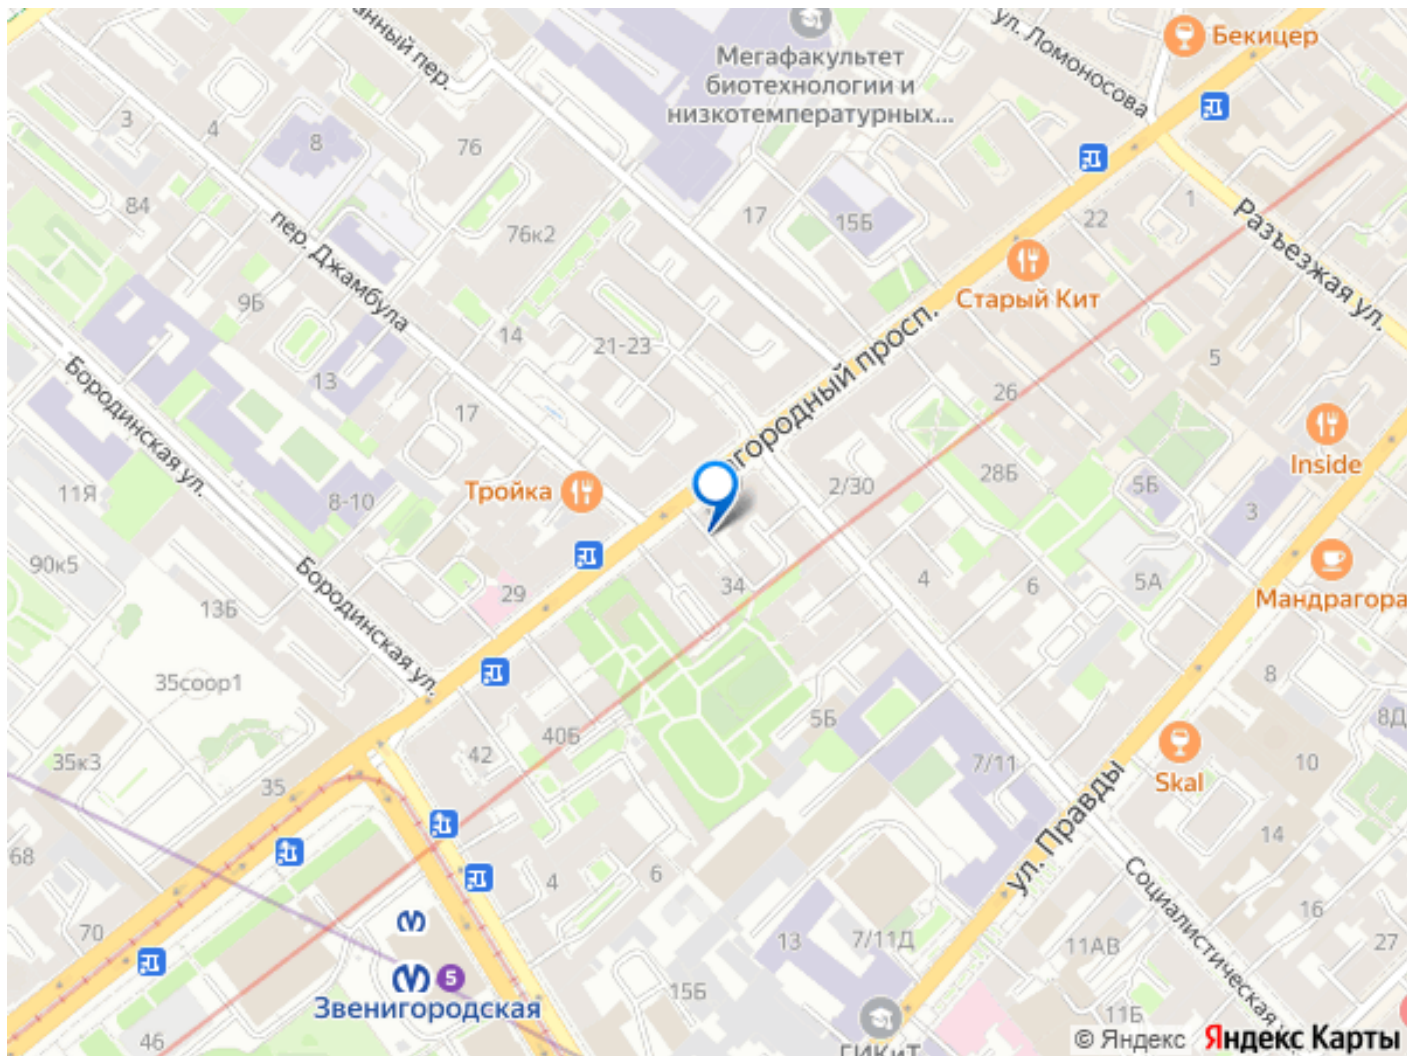 анный пер.
ул. Ломоносова
Бекицер
Мегафакультет
биотехнологии и
низкотемпературных...
3
4
8
76
84
76к2
17
15Б
22
1
пер. Джамбула
Разъезжая ул.
Старый Кит
9Б
14
21-23
13
17
5
26
Бородинская ул.
городный просп.
Inside
11Я
8-10
Тройка
2/30
28Б
5Б
3
90к5
13Б
Бородинская ул.
29
34
4
6
5А
Мандрагора
35соор1
8
5Б
8Д
35к3
42
40Б
7/11
Skal
10
35
ул. Правды
68
14
4
6
Социалистическая
16
70
13
7/11Д
11АВ
27
5
Звенигородская
15Б
11Б
46
ГИКиТ
© Яндекс Яндекс Карты